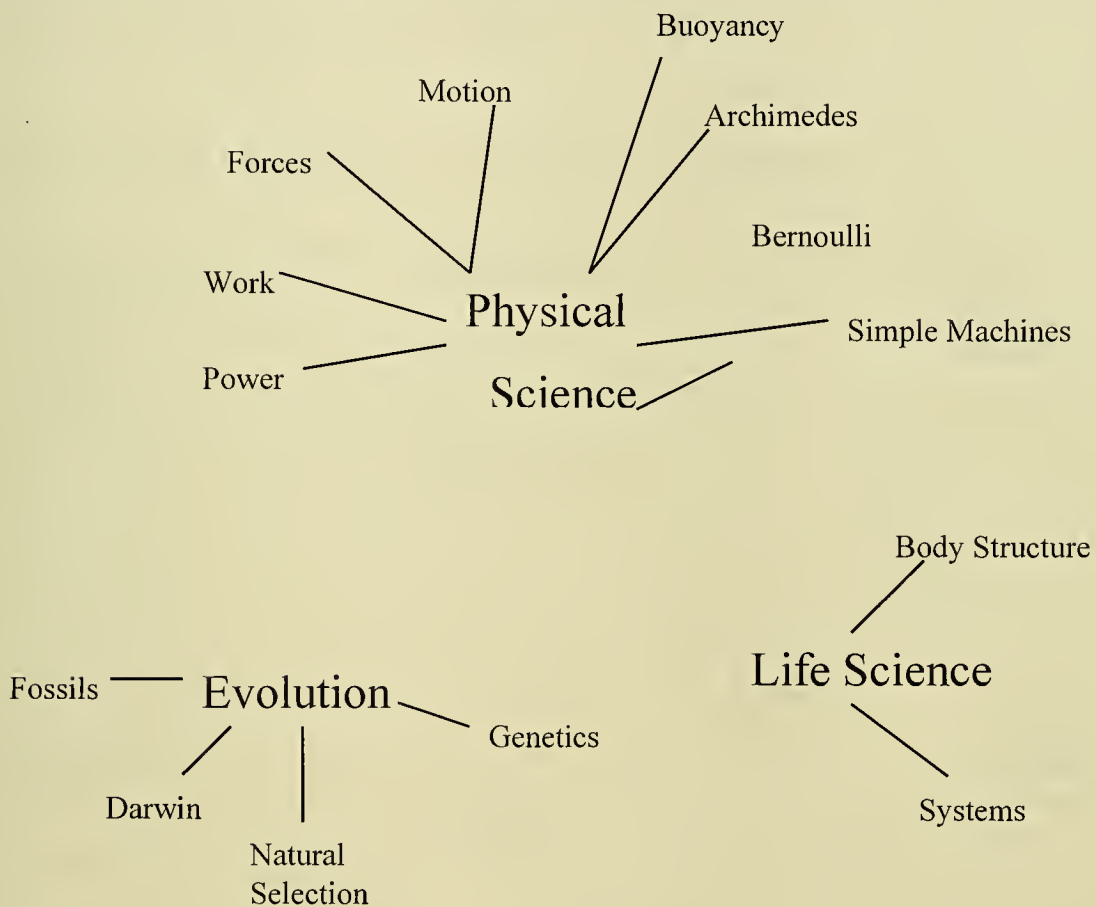 Buoyancy
Motion
Archimedes
Forces
Bernoulli
Work
Physical
Simple Machines
Power
Science
Body Structure
Life Science
Fossils
Evolution
Genetics
Darwin
Systems
Natural
Selection